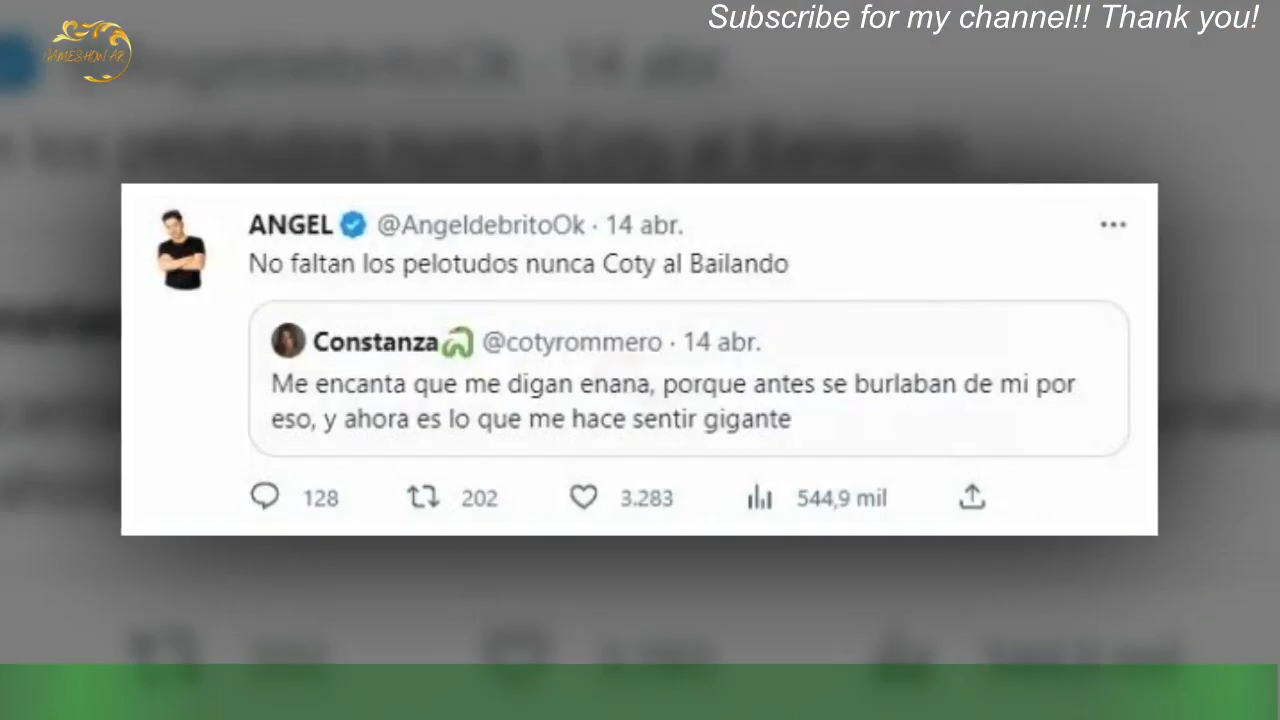 Subscribe for my channel!! Thank you!
GAMESHOW AR
ANGEL @AngeldebritoOk · 14 abr.
No faltan los pelotudos nunca Coty al Bailando
Constanza @cotyrommero · 14 abr.
Me encanta que me digan enana, porque antes se burlaban de mi por
eso, y ahora es lo que me hace sentir gigante
128 202 3.283 544,9 mil